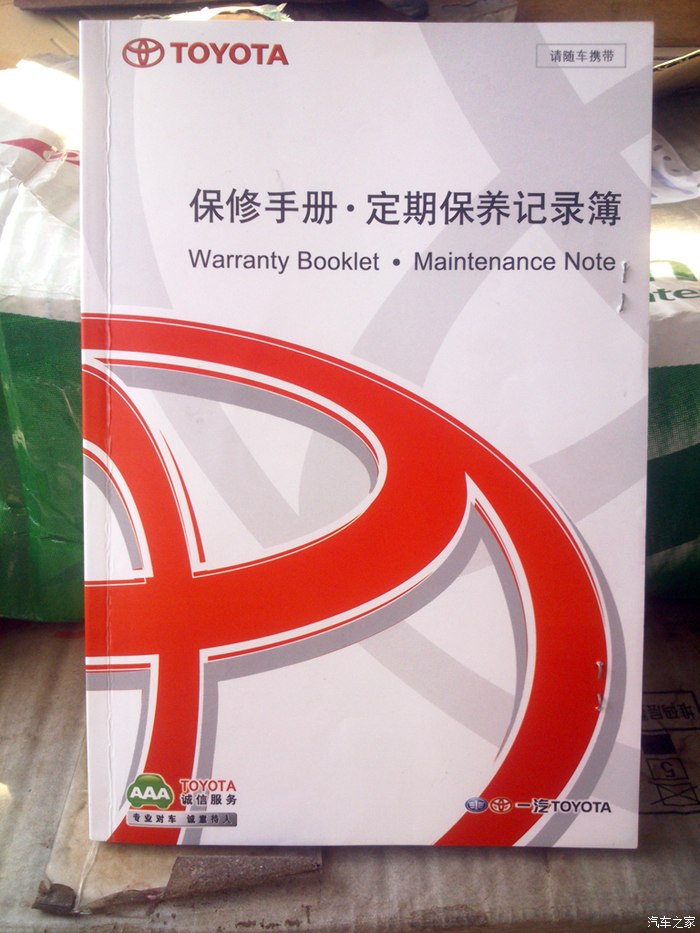 TOYOTA
请随车携带
保修手册·定期保养记录簿
Warranty Booklet • Maintenance Note
AAA
TOYOTA
诚信服务
专业对车 诚意待人
一汽TOYOTA
5
汽车之家